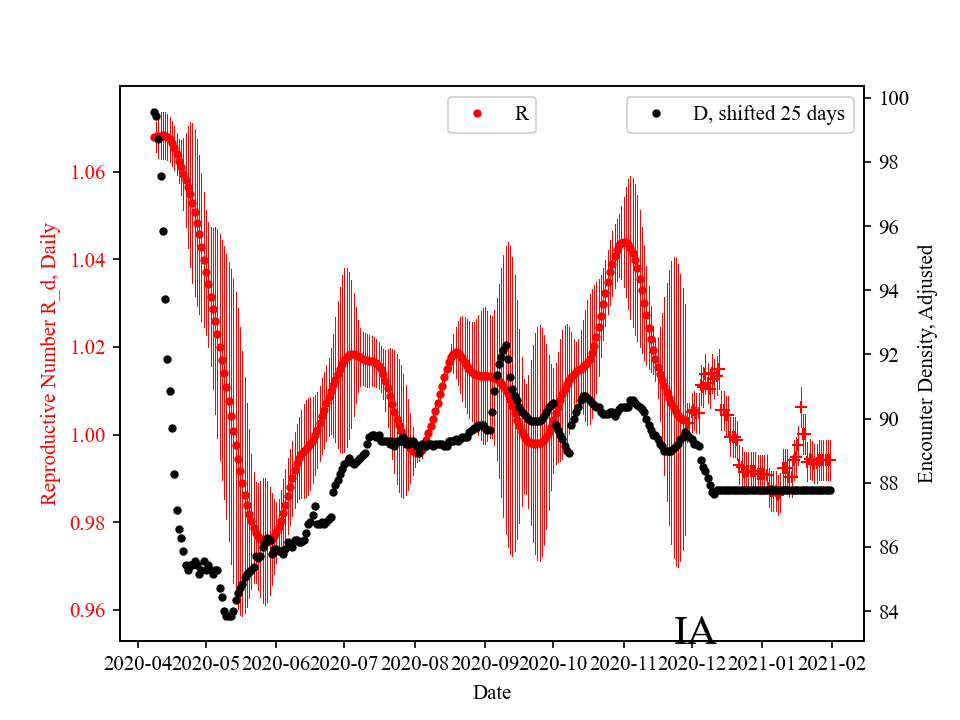 R
D, shifted 25 days
Reproductive Number R_d, Daily
1.06
1.04
1.02
1.00
0.98
0.96
100
98
96
94
92
90
88
86
84
Encounter Density, Adjusted
IA
2020-04 2020-05 2020-06 2020-07 2020-08 2020-09 2020-10 2020-11 2020-12 2021-01 2021-02
Date